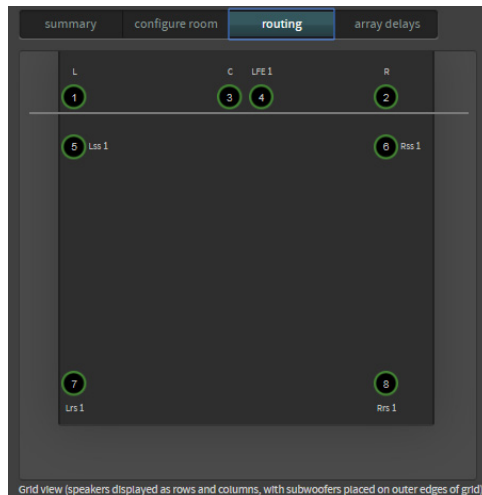 summary configure room routing array delays
L C LFE 1 R
1 3 4 2
5 Lss 1 6 Rss 1
7 8
Lrs 1 Rrs 1
Grid view (speakers displayed as rows and columns, with subwoofers placed on outer edges of grid)